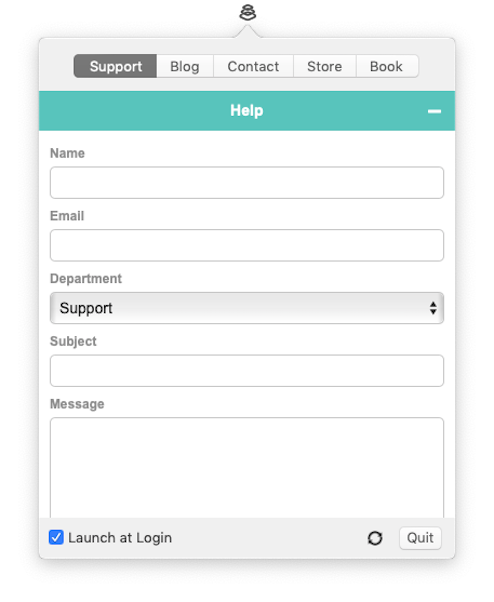 Support Blog Contact Store Book
Help
Name
Email
Department
Support
Subject
Message
Launch at Login Quit